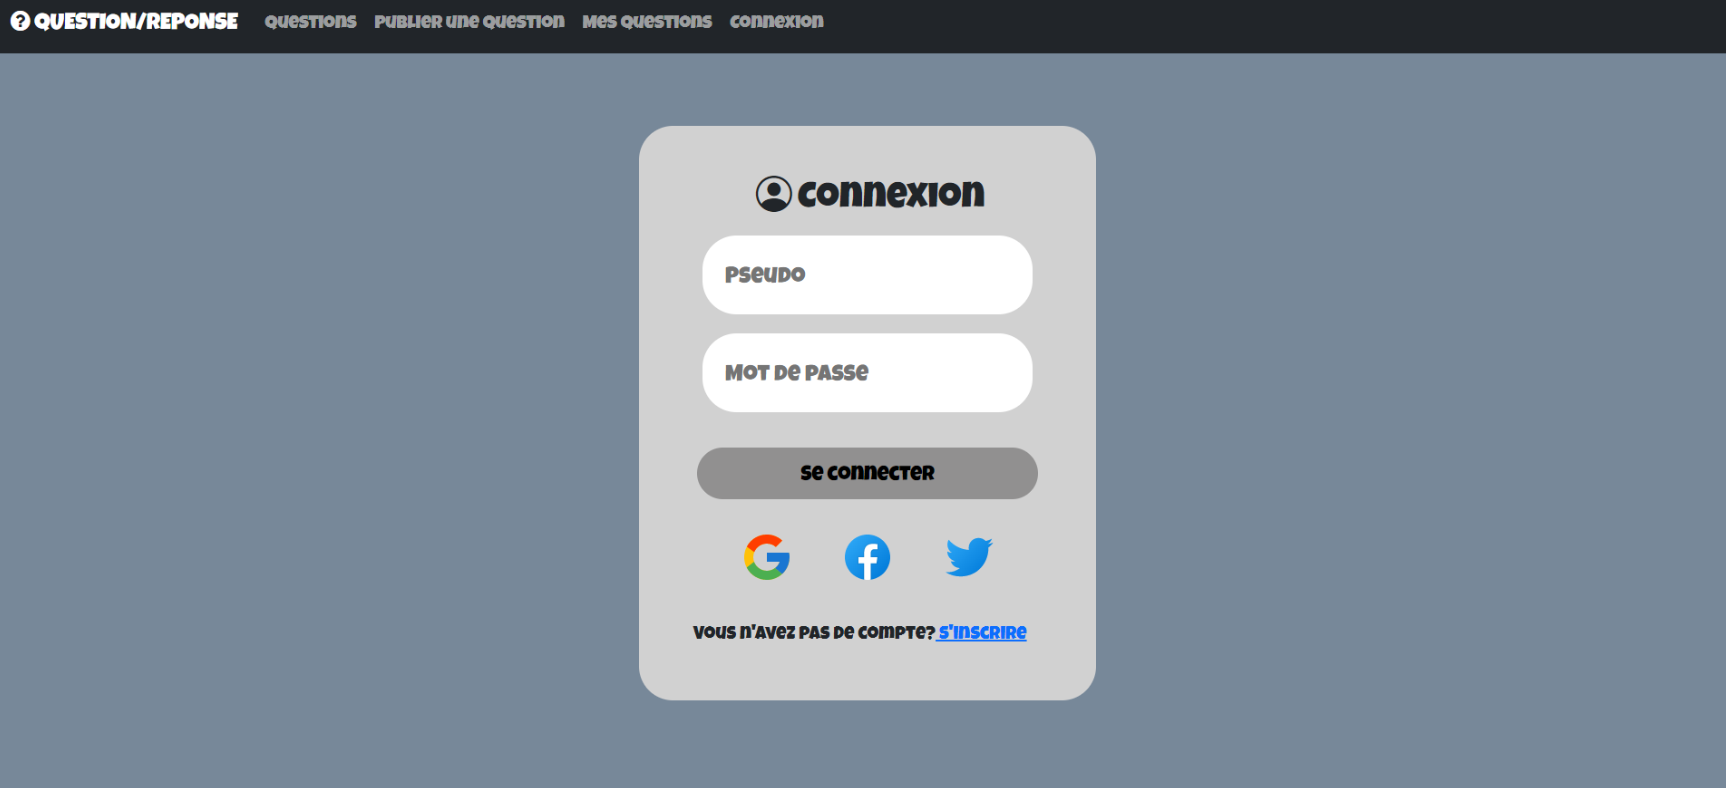 QUESTION/REPONSE Questions Publier une Question Mes Questions Connexion
Connexion
Pseudo
Mot de passe
Se connecter
Vous n'avez pas de compte? S'inscrire